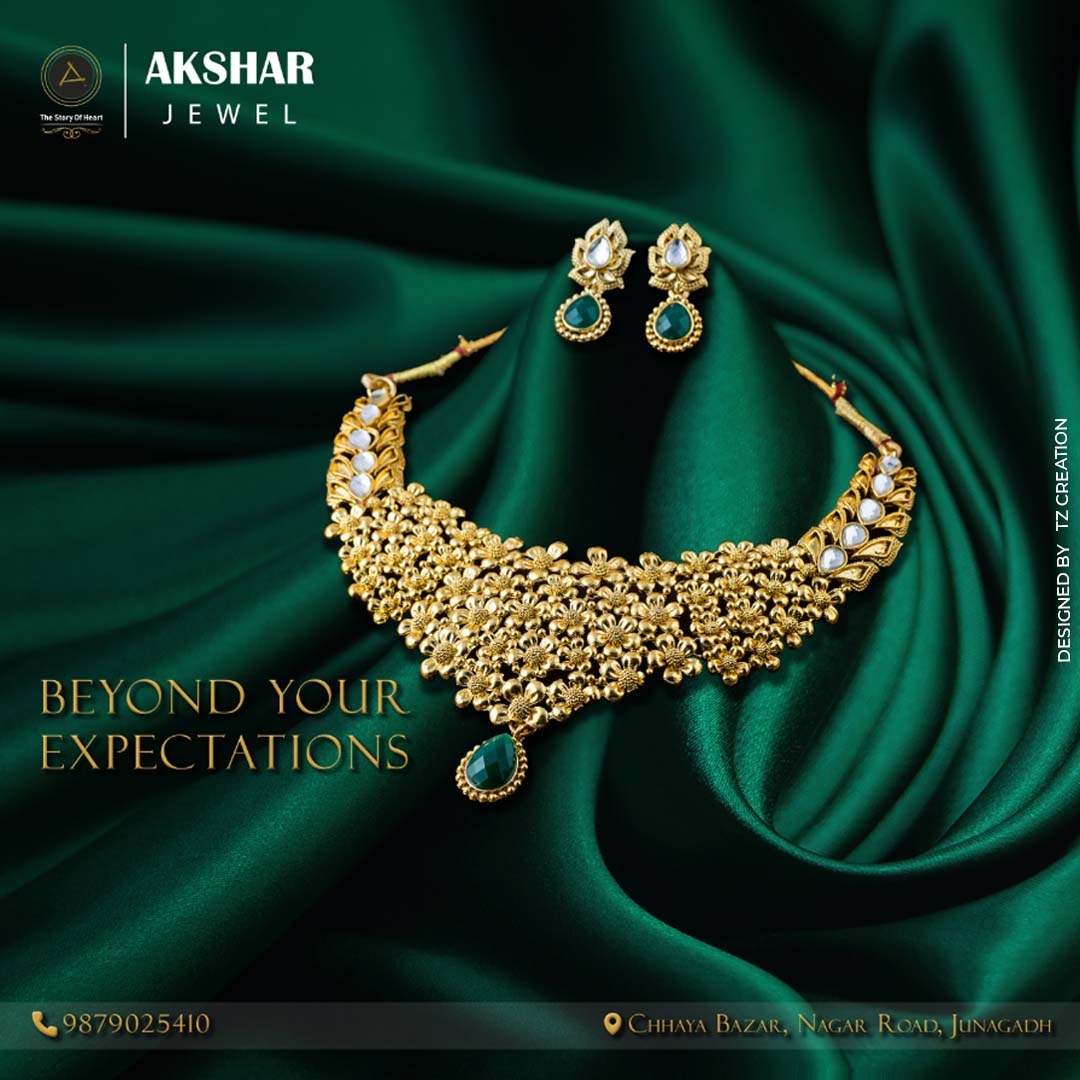 AKSHAR
JEWEL
The Story Of Heart
DESIGNED BY TZ CREATION
BEYOND YOUR
EXPECTATIONS
9879025410
CHHAYA BAZAR, NAGAR ROAD, JUNAGADH